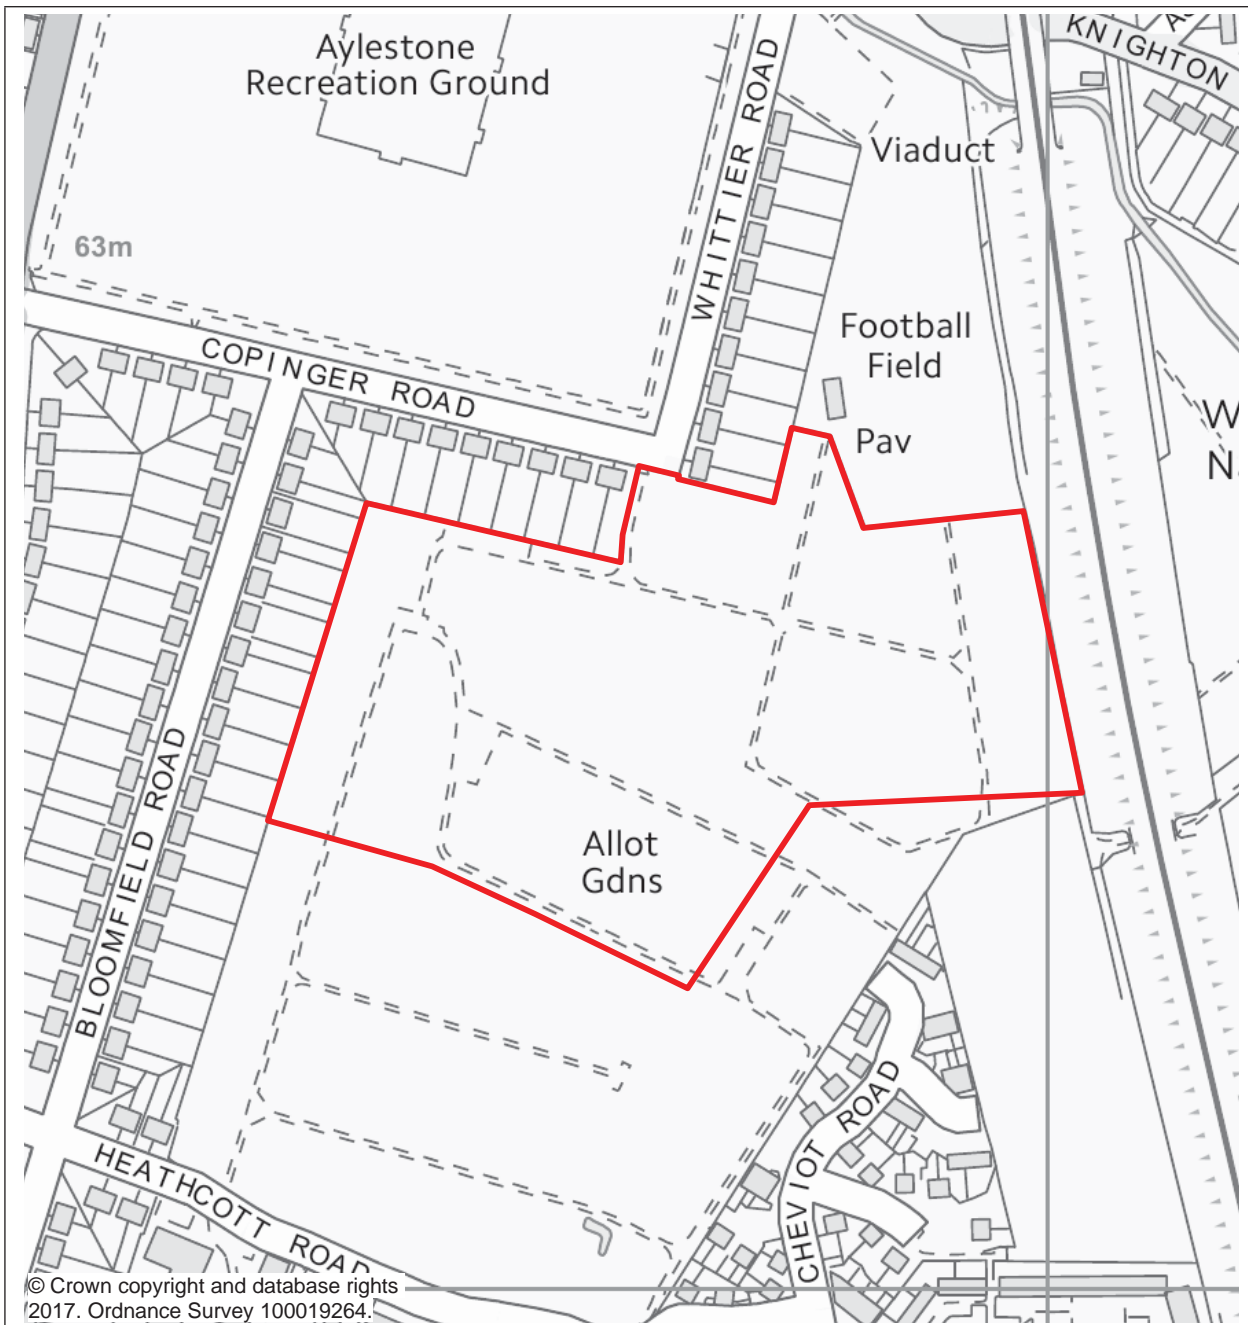 Aylestone
Recreation Ground
KNIGHTON
WHITTIER ROAD
Viaduct
63m
COPINGER ROAD
Football
Field
Pav
BLOOMFIELD ROAD
Allot
Gdns
CHEVIOT ROAD
HEATHCOTT ROAD
© Crown copyright and database rights
2017. Ordnance Survey 100019264.